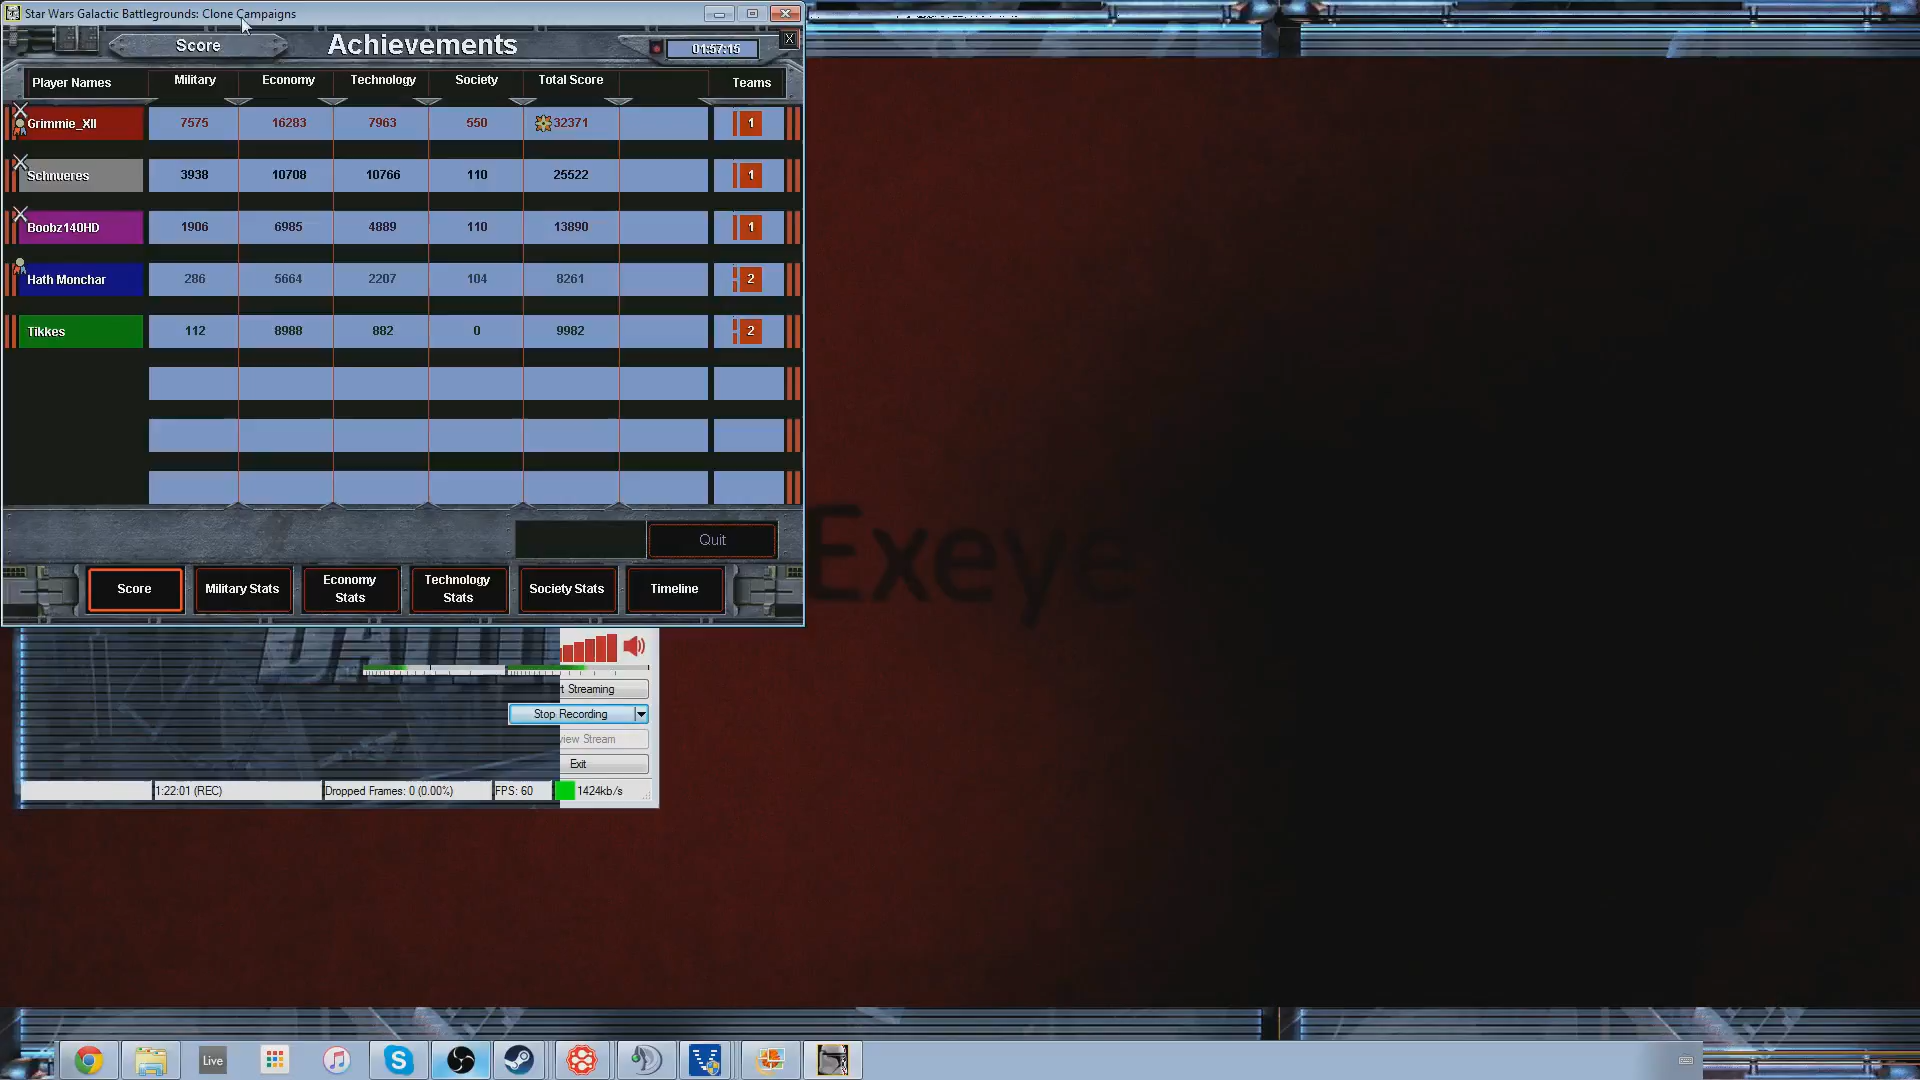 Star Wars Galactic Battlegrounds: Clone Campaigns
Score
Achievements
01:57:15
X
Player Names Military Economy Technology Society Total Score Teams
Grimmie_XII 7575 16283 7963 550 32371 1
Schnueres 3938 10708 10766 110 25522 1
Boobz140HD 1906 6985 4889 110 13890 1
Hath Monchar 286 5664 2207 104 8261 2
Tikkes 112 8988 882 0 9982 2
Quit
Score
Military Stats
Economy Stats
Technology Stats
Society Stats
Timeline
Exeye
t Streaming
Stop Recording
view Stream
Exit
1:22:01 (REC)
Dropped Frames: 0 (0.00%)
FPS: 60
1424kb/s
Live